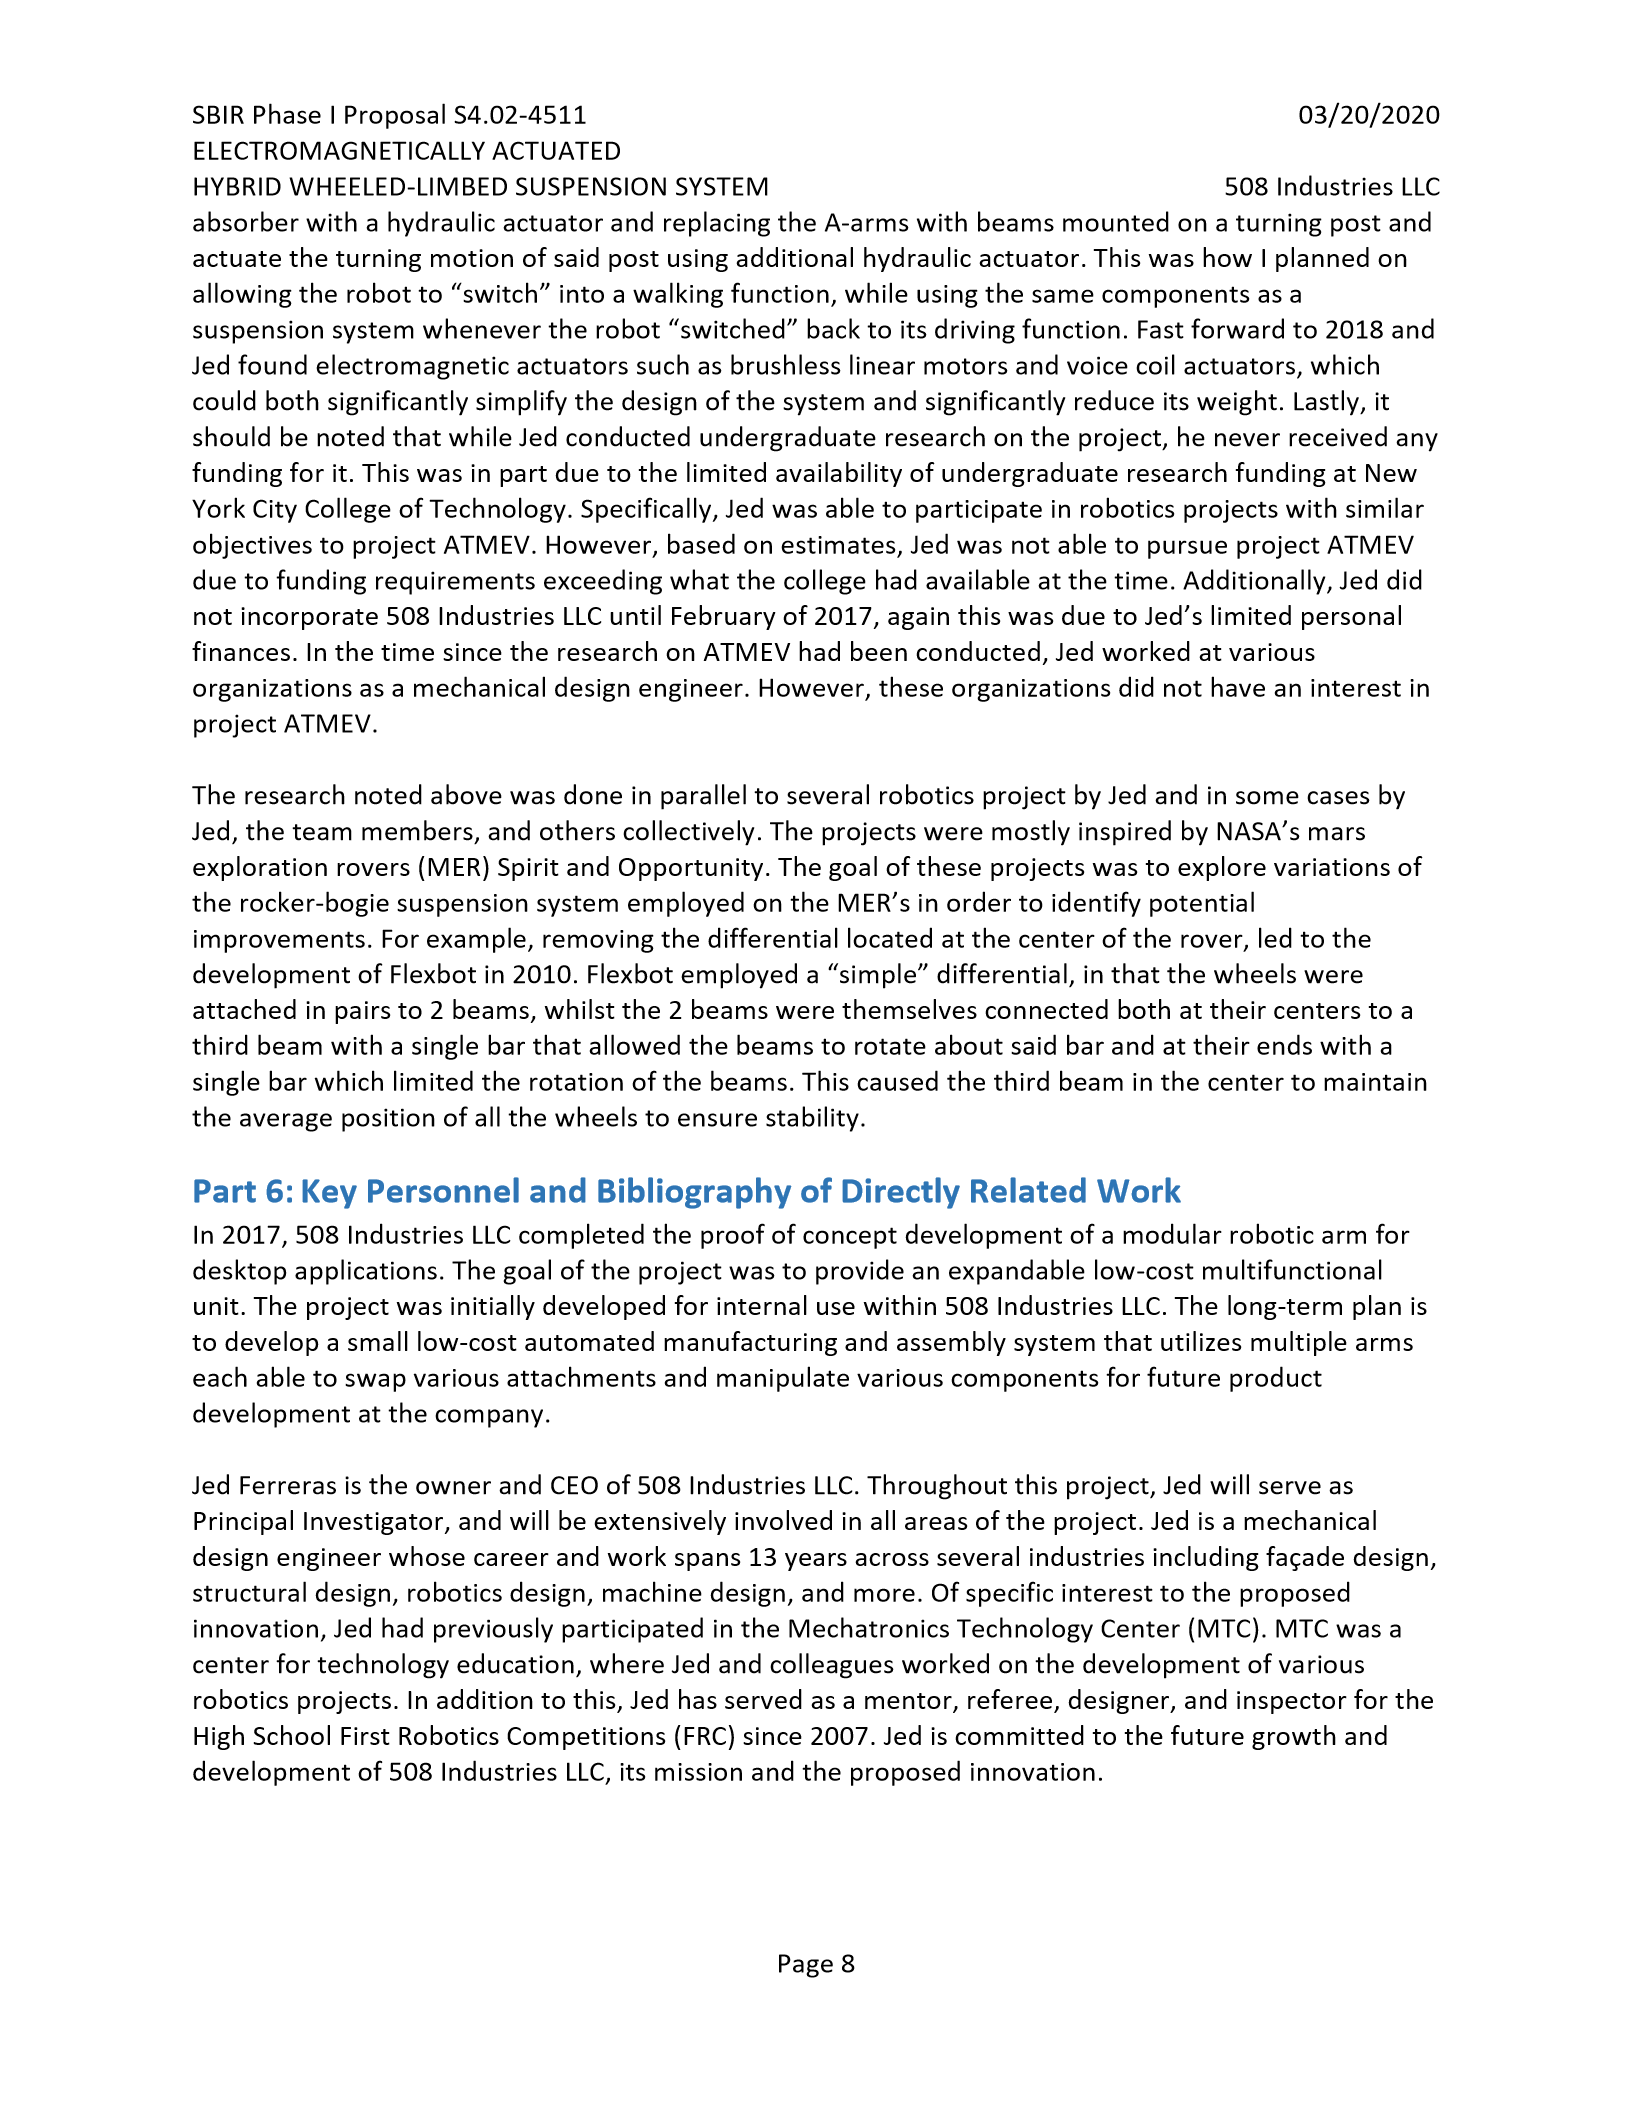 SBIR Phase I Proposal S4.02-4511 03/20/2020
ELECTROMAGNETICALLY ACTUATED
HYBRID WHEELED-LIMBED SUSPENSION SYSTEM 508 Industries LLC
absorber with a hydraulic actuator and replacing the A-arms with beams mounted on a turning post and
actuate the turning motion of said post using additional hydraulic actuator. This was how I planned on
allowing the robot to “switch” into a walking function, while using the same components as a
suspension system whenever the robot “switched” back to its driving function. Fast forward to 2018 and
Jed found electromagnetic actuators such as brushless linear motors and voice coil actuators, which
could both significantly simplify the design of the system and significantly reduce its weight. Lastly, it
should be noted that while Jed conducted undergraduate research on the project, he never received any
funding for it. This was in part due to the limited availability of undergraduate research funding at New
York City College of Technology. Specifically, Jed was able to participate in robotics projects with similar
objectives to project ATMEV. However, based on estimates, Jed was not able to pursue project ATMEV
due to funding requirements exceeding what the college had available at the time. Additionally, Jed did
not incorporate 508 Industries LLC until February of 2017, again this was due to Jed’s limited personal
finances. In the time since the research on ATMEV had been conducted, Jed worked at various
organizations as a mechanical design engineer. However, these organizations did not have an interest in
project ATMEV.
The research noted above was done in parallel to several robotics project by Jed and in some cases by
Jed, the team members, and others collectively. The projects were mostly inspired by NASA’s mars
exploration rovers (MER) Spirit and Opportunity. The goal of these projects was to explore variations of
the rocker-bogie suspension system employed on the MER’s in order to identify potential
improvements. For example, removing the differential located at the center of the rover, led to the
development of Flexbot in 2010. Flexbot employed a “simple” differential, in that the wheels were
attached in pairs to 2 beams, whilst the 2 beams were themselves connected both at their centers to a
third beam with a single bar that allowed the beams to rotate about said bar and at their ends with a
single bar which limited the rotation of the beams. This caused the third beam in the center to maintain
the average position of all the wheels to ensure stability.
Part 6: Key Personnel and Bibliography of Directly Related Work
In 2017, 508 Industries LLC completed the proof of concept development of a modular robotic arm for
desktop applications. The goal of the project was to provide an expandable low-cost multifunctional
unit. The project was initially developed for internal use within 508 Industries LLC. The long-term plan is
to develop a small low-cost automated manufacturing and assembly system that utilizes multiple arms
each able to swap various attachments and manipulate various components for future product
development at the company.
Jed Ferreras is the owner and CEO of 508 Industries LLC. Throughout this project, Jed will serve as
Principal Investigator, and will be extensively involved in all areas of the project. Jed is a mechanical
design engineer whose career and work spans 13 years across several industries including façade design,
structural design, robotics design, machine design, and more. Of specific interest to the proposed
innovation, Jed had previously participated in the Mechatronics Technology Center (MTC). MTC was a
center for technology education, where Jed and colleagues worked on the development of various
robotics projects. In addition to this, Jed has served as a mentor, referee, designer, and inspector for the
High School First Robotics Competitions (FRC) since 2007. Jed is committed to the future growth and
development of 508 Industries LLC, its mission and the proposed innovation.
Page 8